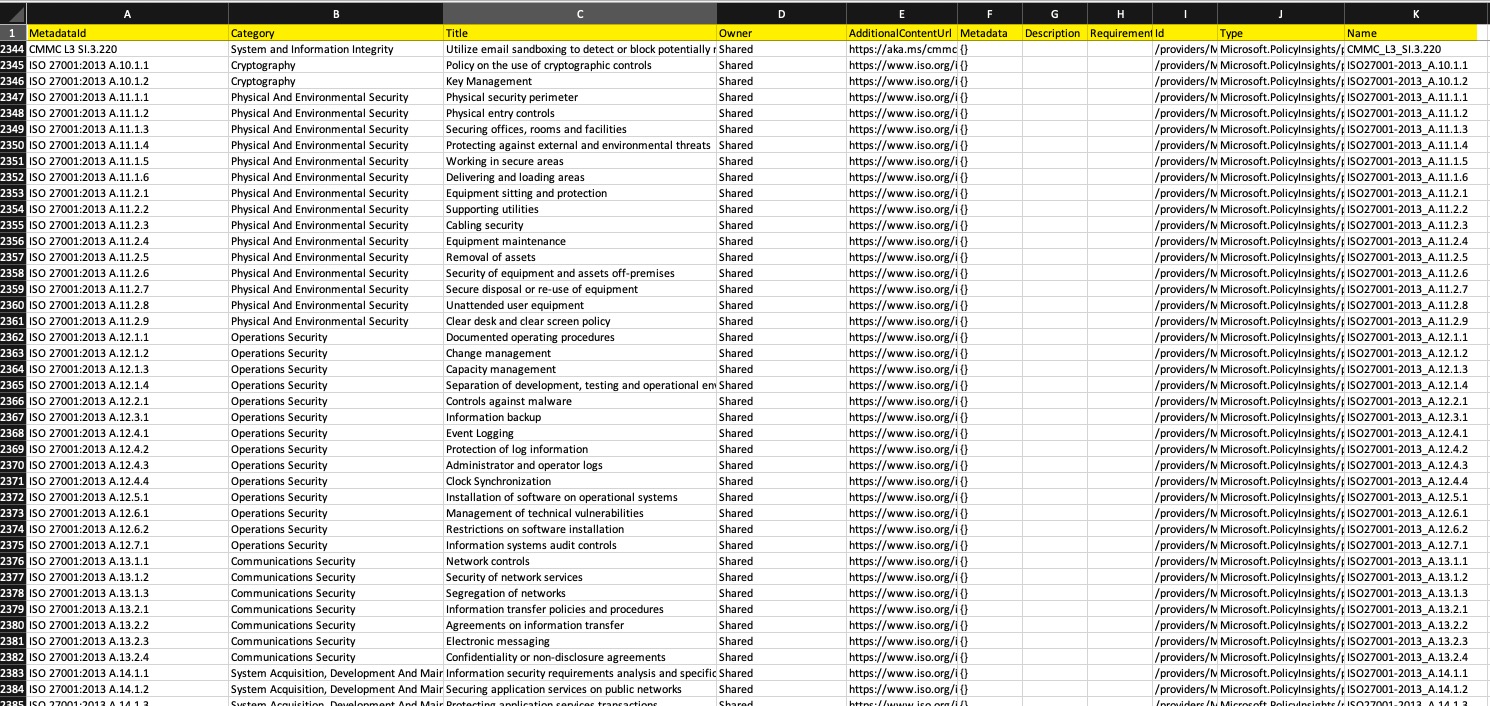 A B C D E F G H I J K
1 MetadataId Category Title Owner AdditionalContentUrl Metadata Description Requirement Id Type Name
2344 CMMC L3 SI.3.220 System and Information Integrity Utilize email sandboxing to detect or block potentially r Shared https://aka.ms/cmmc {} /providers/M Microsoft.PolicyInsights/p CMMC_L3_SI.3.220
2345 ISO 27001:2013 A.10.1.1 Cryptography Policy on the use of cryptographic controls Shared https://www.iso.org/i {} /providers/M Microsoft.PolicyInsights/p ISO27001-2013_A.10.1.1
2346 ISO 27001:2013 A.10.1.2 Cryptography Key Management Shared https://www.iso.org/i {} /providers/M Microsoft.PolicyInsights/p ISO27001-2013_A.10.1.2
2347 ISO 27001:2013 A.11.1.1 Physical And Environmental Security Physical security perimeter Shared https://www.iso.org/i {} /providers/M Microsoft.PolicyInsights/p ISO27001-2013_A.11.1.1
2348 ISO 27001:2013 A.11.1.2 Physical And Environmental Security Physical entry controls Shared https://www.iso.org/i {} /providers/M Microsoft.PolicyInsights/p ISO27001-2013_A.11.1.2
2349 ISO 27001:2013 A.11.1.3 Physical And Environmental Security Securing offices, rooms and facilities Shared https://www.iso.org/i {} /providers/M Microsoft.PolicyInsights/p ISO27001-2013_A.11.1.3
2350 ISO 27001:2013 A.11.1.4 Physical And Environmental Security Protecting against external and environmental threats Shared https://www.iso.org/i {} /providers/M Microsoft.PolicyInsights/p ISO27001-2013_A.11.1.4
2351 ISO 27001:2013 A.11.1.5 Physical And Environmental Security Working in secure areas Shared https://www.iso.org/i {} /providers/M Microsoft.PolicyInsights/p ISO27001-2013_A.11.1.5
2352 ISO 27001:2013 A.11.1.6 Physical And Environmental Security Delivering and loading areas Shared https://www.iso.org/i {} /providers/M Microsoft.PolicyInsights/p ISO27001-2013_A.11.1.6
2353 ISO 27001:2013 A.11.2.1 Physical And Environmental Security Equipment sitting and protection Shared https://www.iso.org/i {} /providers/M Microsoft.PolicyInsights/p ISO27001-2013_A.11.2.1
2354 ISO 27001:2013 A.11.2.2 Physical And Environmental Security Supporting utilities Shared https://www.iso.org/i {} /providers/M Microsoft.PolicyInsights/p ISO27001-2013_A.11.2.2
2355 ISO 27001:2013 A.11.2.3 Physical And Environmental Security Cabling security Shared https://www.iso.org/i {} /providers/M Microsoft.PolicyInsights/p ISO27001-2013_A.11.2.3
2356 ISO 27001:2013 A.11.2.4 Physical And Environmental Security Equipment maintenance Shared https://www.iso.org/i {} /providers/M Microsoft.PolicyInsights/p ISO27001-2013_A.11.2.4
2357 ISO 27001:2013 A.11.2.5 Physical And Environmental Security Removal of assets Shared https://www.iso.org/i {} /providers/M Microsoft.PolicyInsights/p ISO27001-2013_A.11.2.5
2358 ISO 27001:2013 A.11.2.6 Physical And Environmental Security Security of equipment and assets off-premises Shared https://www.iso.org/i {} /providers/M Microsoft.PolicyInsights/p ISO27001-2013_A.11.2.6
2359 ISO 27001:2013 A.11.2.7 Physical And Environmental Security Secure disposal or re-use of equipment Shared https://www.iso.org/i {} /providers/M Microsoft.PolicyInsights/p ISO27001-2013_A.11.2.7
2360 ISO 27001:2013 A.11.2.8 Physical And Environmental Security Unattended user equipment Shared https://www.iso.org/i {} /providers/M Microsoft.PolicyInsights/p ISO27001-2013_A.11.2.8
2361 ISO 27001:2013 A.11.2.9 Physical And Environmental Security Clear desk and clear screen policy Shared https://www.iso.org/i {} /providers/M Microsoft.PolicyInsights/p ISO27001-2013_A.11.2.9
2362 ISO 27001:2013 A.12.1.1 Operations Security Documented operating procedures Shared https://www.iso.org/i {} /providers/M Microsoft.PolicyInsights/p ISO27001-2013_A.12.1.1
2363 ISO 27001:2013 A.12.1.2 Operations Security Change management Shared https://www.iso.org/i {} /providers/M Microsoft.PolicyInsights/p ISO27001-2013_A.12.1.2
2364 ISO 27001:2013 A.12.1.3 Operations Security Capacity management Shared https://www.iso.org/i {} /providers/M Microsoft.PolicyInsights/p ISO27001-2013_A.12.1.3
2365 ISO 27001:2013 A.12.1.4 Operations Security Separation of development, testing and operational env Shared https://www.iso.org/i {} /providers/M Microsoft.PolicyInsights/p ISO27001-2013_A.12.1.4
2366 ISO 27001:2013 A.12.2.1 Operations Security Controls against malware Shared https://www.iso.org/i {} /providers/M Microsoft.PolicyInsights/p ISO27001-2013_A.12.2.1
2367 ISO 27001:2013 A.12.3.1 Operations Security Information backup Shared https://www.iso.org/i {} /providers/M Microsoft.PolicyInsights/p ISO27001-2013_A.12.3.1
2368 ISO 27001:2013 A.12.4.1 Operations Security Event Logging Shared https://www.iso.org/i {} /providers/M Microsoft.PolicyInsights/p ISO27001-2013_A.12.4.1
2369 ISO 27001:2013 A.12.4.2 Operations Security Protection of log information Shared https://www.iso.org/i {} /providers/M Microsoft.PolicyInsights/p ISO27001-2013_A.12.4.2
2370 ISO 27001:2013 A.12.4.3 Operations Security Administrator and operator logs Shared https://www.iso.org/i {} /providers/M Microsoft.PolicyInsights/p ISO27001-2013_A.12.4.3
2371 ISO 27001:2013 A.12.4.4 Operations Security Clock Synchronization Shared https://www.iso.org/i {} /providers/M Microsoft.PolicyInsights/p ISO27001-2013_A.12.4.4
2372 ISO 27001:2013 A.12.5.1 Operations Security Installation of software on operational systems Shared https://www.iso.org/i {} /providers/M Microsoft.PolicyInsights/p ISO27001-2013_A.12.5.1
2373 ISO 27001:2013 A.12.6.1 Operations Security Management of technical vulnerabilities Shared https://www.iso.org/i {} /providers/M Microsoft.PolicyInsights/p ISO27001-2013_A.12.6.1
2374 ISO 27001:2013 A.12.6.2 Operations Security Restrictions on software installation Shared https://www.iso.org/i {} /providers/M Microsoft.PolicyInsights/p ISO27001-2013_A.12.6.2
2375 ISO 27001:2013 A.12.7.1 Operations Security Information systems audit controls Shared https://www.iso.org/i {} /providers/M Microsoft.PolicyInsights/p ISO27001-2013_A.12.7.1
2376 ISO 27001:2013 A.13.1.1 Communications Security Network controls Shared https://www.iso.org/i {} /providers/M Microsoft.PolicyInsights/p ISO27001-2013_A.13.1.1
2377 ISO 27001:2013 A.13.1.2 Communications Security Security of network services Shared https://www.iso.org/i {} /providers/M Microsoft.PolicyInsights/p ISO27001-2013_A.13.1.2
2378 ISO 27001:2013 A.13.1.3 Communications Security Segregation of networks Shared https://www.iso.org/i {} /providers/M Microsoft.PolicyInsights/p ISO27001-2013_A.13.1.3
2379 ISO 27001:2013 A.13.2.1 Communications Security Information transfer policies and procedures Shared https://www.iso.org/i {} /providers/M Microsoft.PolicyInsights/p ISO27001-2013_A.13.2.1
2380 ISO 27001:2013 A.13.2.2 Communications Security Agreements on information transfer Shared https://www.iso.org/i {} /providers/M Microsoft.PolicyInsights/p ISO27001-2013_A.13.2.2
2381 ISO 27001:2013 A.13.2.3 Communications Security Electronic messaging Shared https://www.iso.org/i {} /providers/M Microsoft.PolicyInsights/p ISO27001-2013_A.13.2.3
2382 ISO 27001:2013 A.13.2.4 Communications Security Confidentiality or non-disclosure agreements Shared https://www.iso.org/i {} /providers/M Microsoft.PolicyInsights/p ISO27001-2013_A.13.2.4
2383 ISO 27001:2013 A.14.1.1 System Acquisition, Development And Mair Information security requirements analysis and specific Shared https://www.iso.org/i {} /providers/M Microsoft.PolicyInsights/p ISO27001-2013_A.14.1.1
2384 ISO 27001:2013 A.14.1.2 System Acquisition, Development And Mair Securing application services on public networks Shared https://www.iso.org/i {} /providers/M Microsoft.PolicyInsights/p ISO27001-2013_A.14.1.2
2385 ISO 27001:2013 A.14.1.3 System Acquisition, Development And Mair Protecting application services transactions Shared https://www.iso.org/i {} /providers/M Microsoft.PolicyInsights/p ISO27001-2013_A.14.1.3